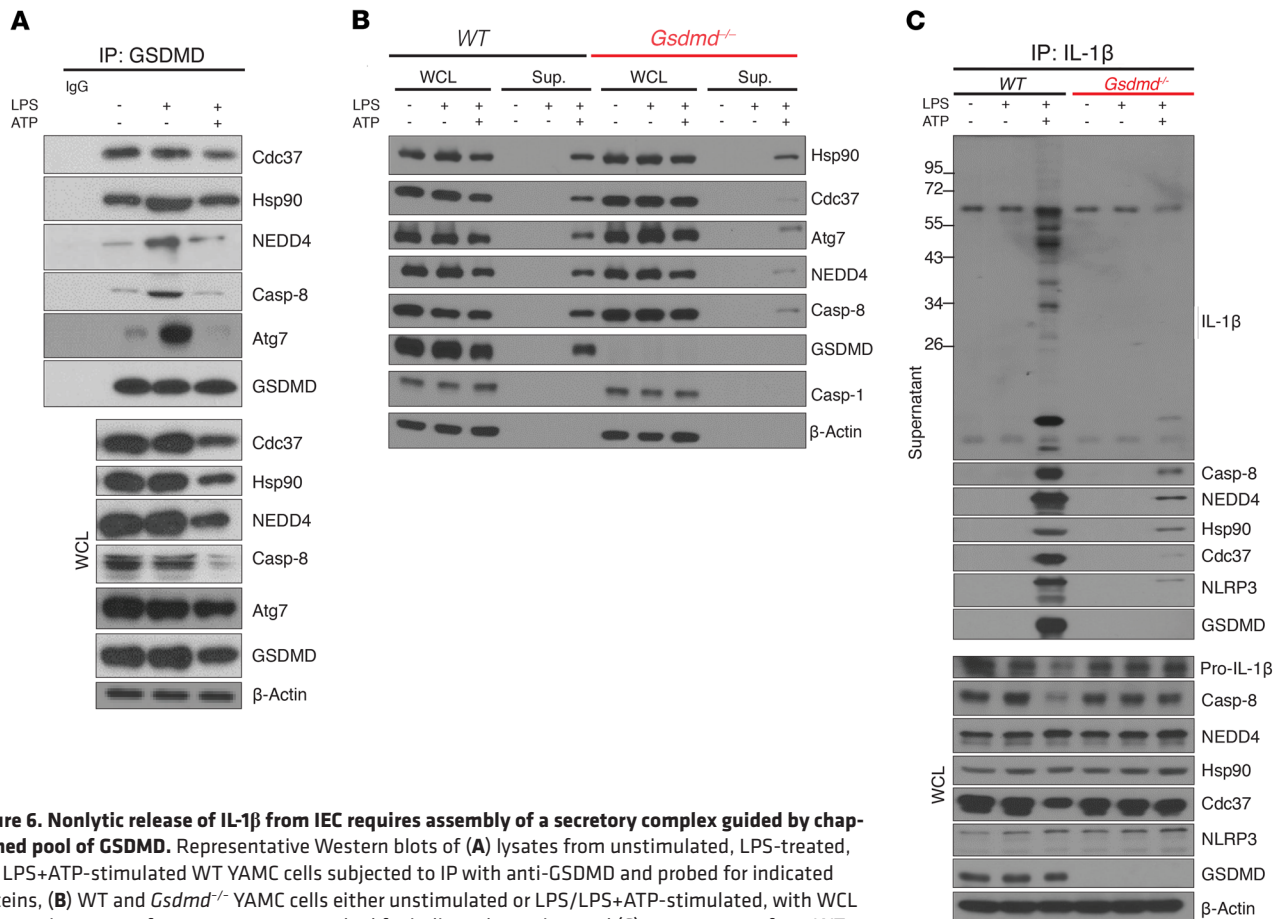 A
IP: GSDMD
IgG
LPS - + +
ATP - - +
Cdc37
Hsp90
NEDD4
Casp-8
Atg7
GSDMD
WCL
Cdc37
Hsp90
NEDD4
Casp-8
Atg7
GSDMD
β-Actin
B
WT Gsdmd–/–
WCL Sup. WCL Sup.
LPS - + + - + + - + + - + +
ATP - - + - - + - - + - - +
Hsp90
Cdc37
Atg7
NEDD4
Casp-8
GSDMD
Casp-1
β-Actin
C
IP: IL-1β
WT Gsdmd-/-
LPS - + + - + +
ATP - - + - - +
95
72
55
43
34
26
IL-1β
Supernatant
Casp-8
NEDD4
Hsp90
Cdc37
NLRP3
GSDMD
WCL
Pro-IL-1β
Casp-8
NEDD4
Hsp90
Cdc37
NLRP3
GSDMD
β-Actin
ure 6. Nonlytic release of IL-1β from IEC requires assembly of a secretory complex guided by chap-
ned pool of GSDMD. Representative Western blots of (A) lysates from unstimulated, LPS-treated,
LPS+ATP-stimulated WT YAMC cells subjected to IP with anti-GSDMD and probed for indicated
teins, (B) WT and Gsdmd–/– YAMC cells either unstimulated or LPS/LPS+ATP-stimulated, with WCL